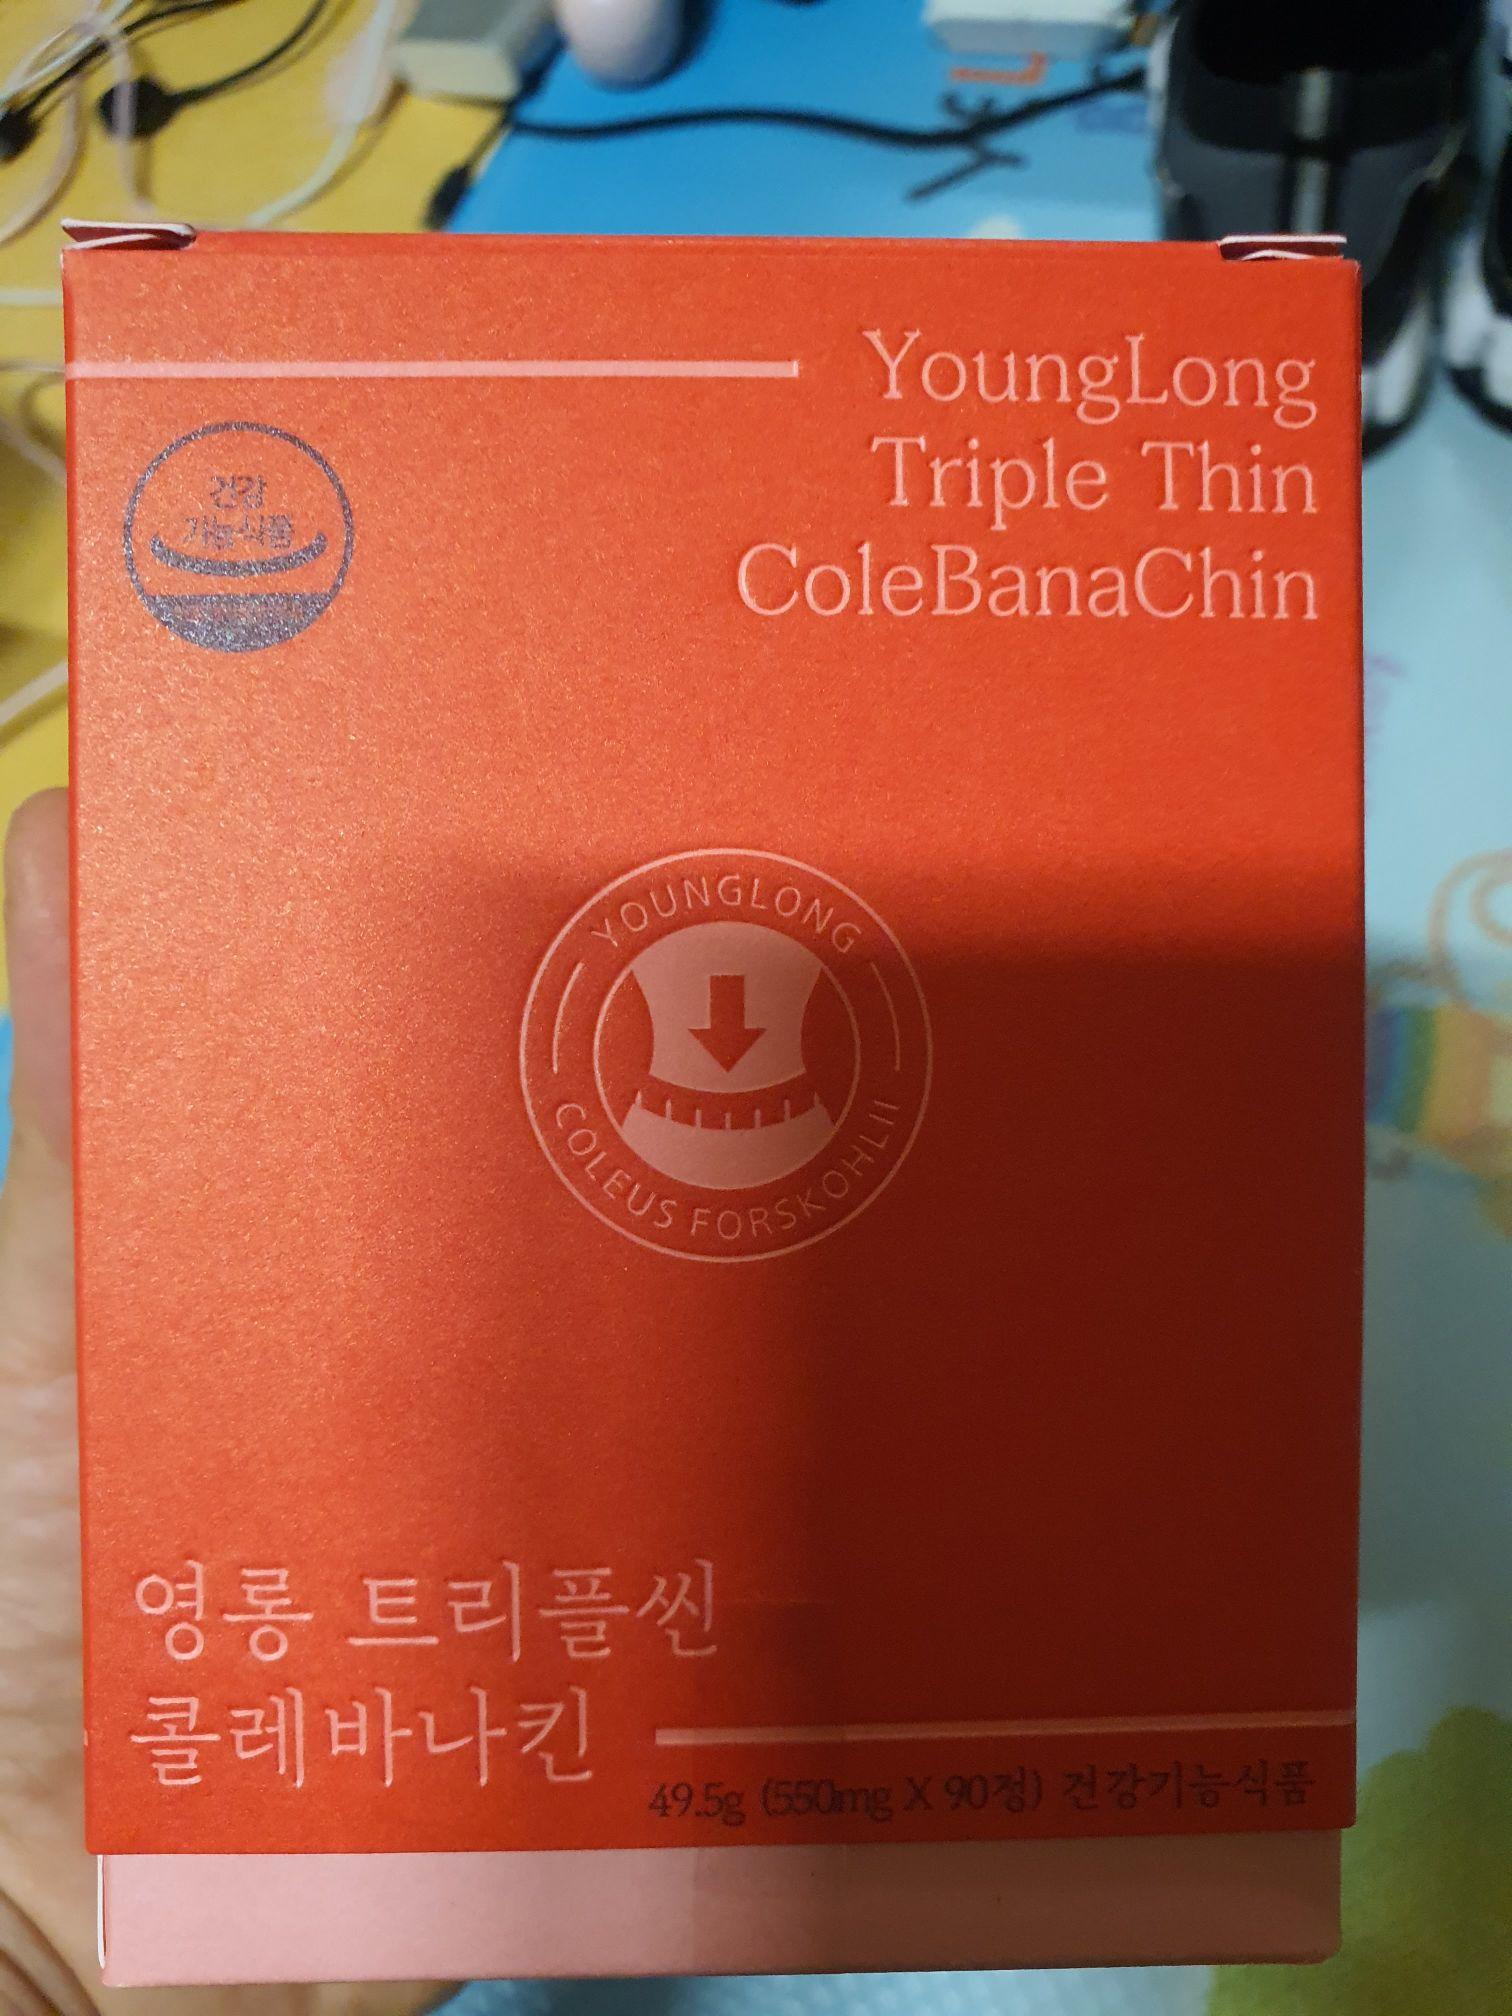 YoungLong
Triple Thin
ColeBanaChin
건강
기능식품
YOUNGLONG
COLEUS FORSKOHLII
영롱 트리플씬
콜레바나킨
49.5g (550mg X 90정) 건강기능식품